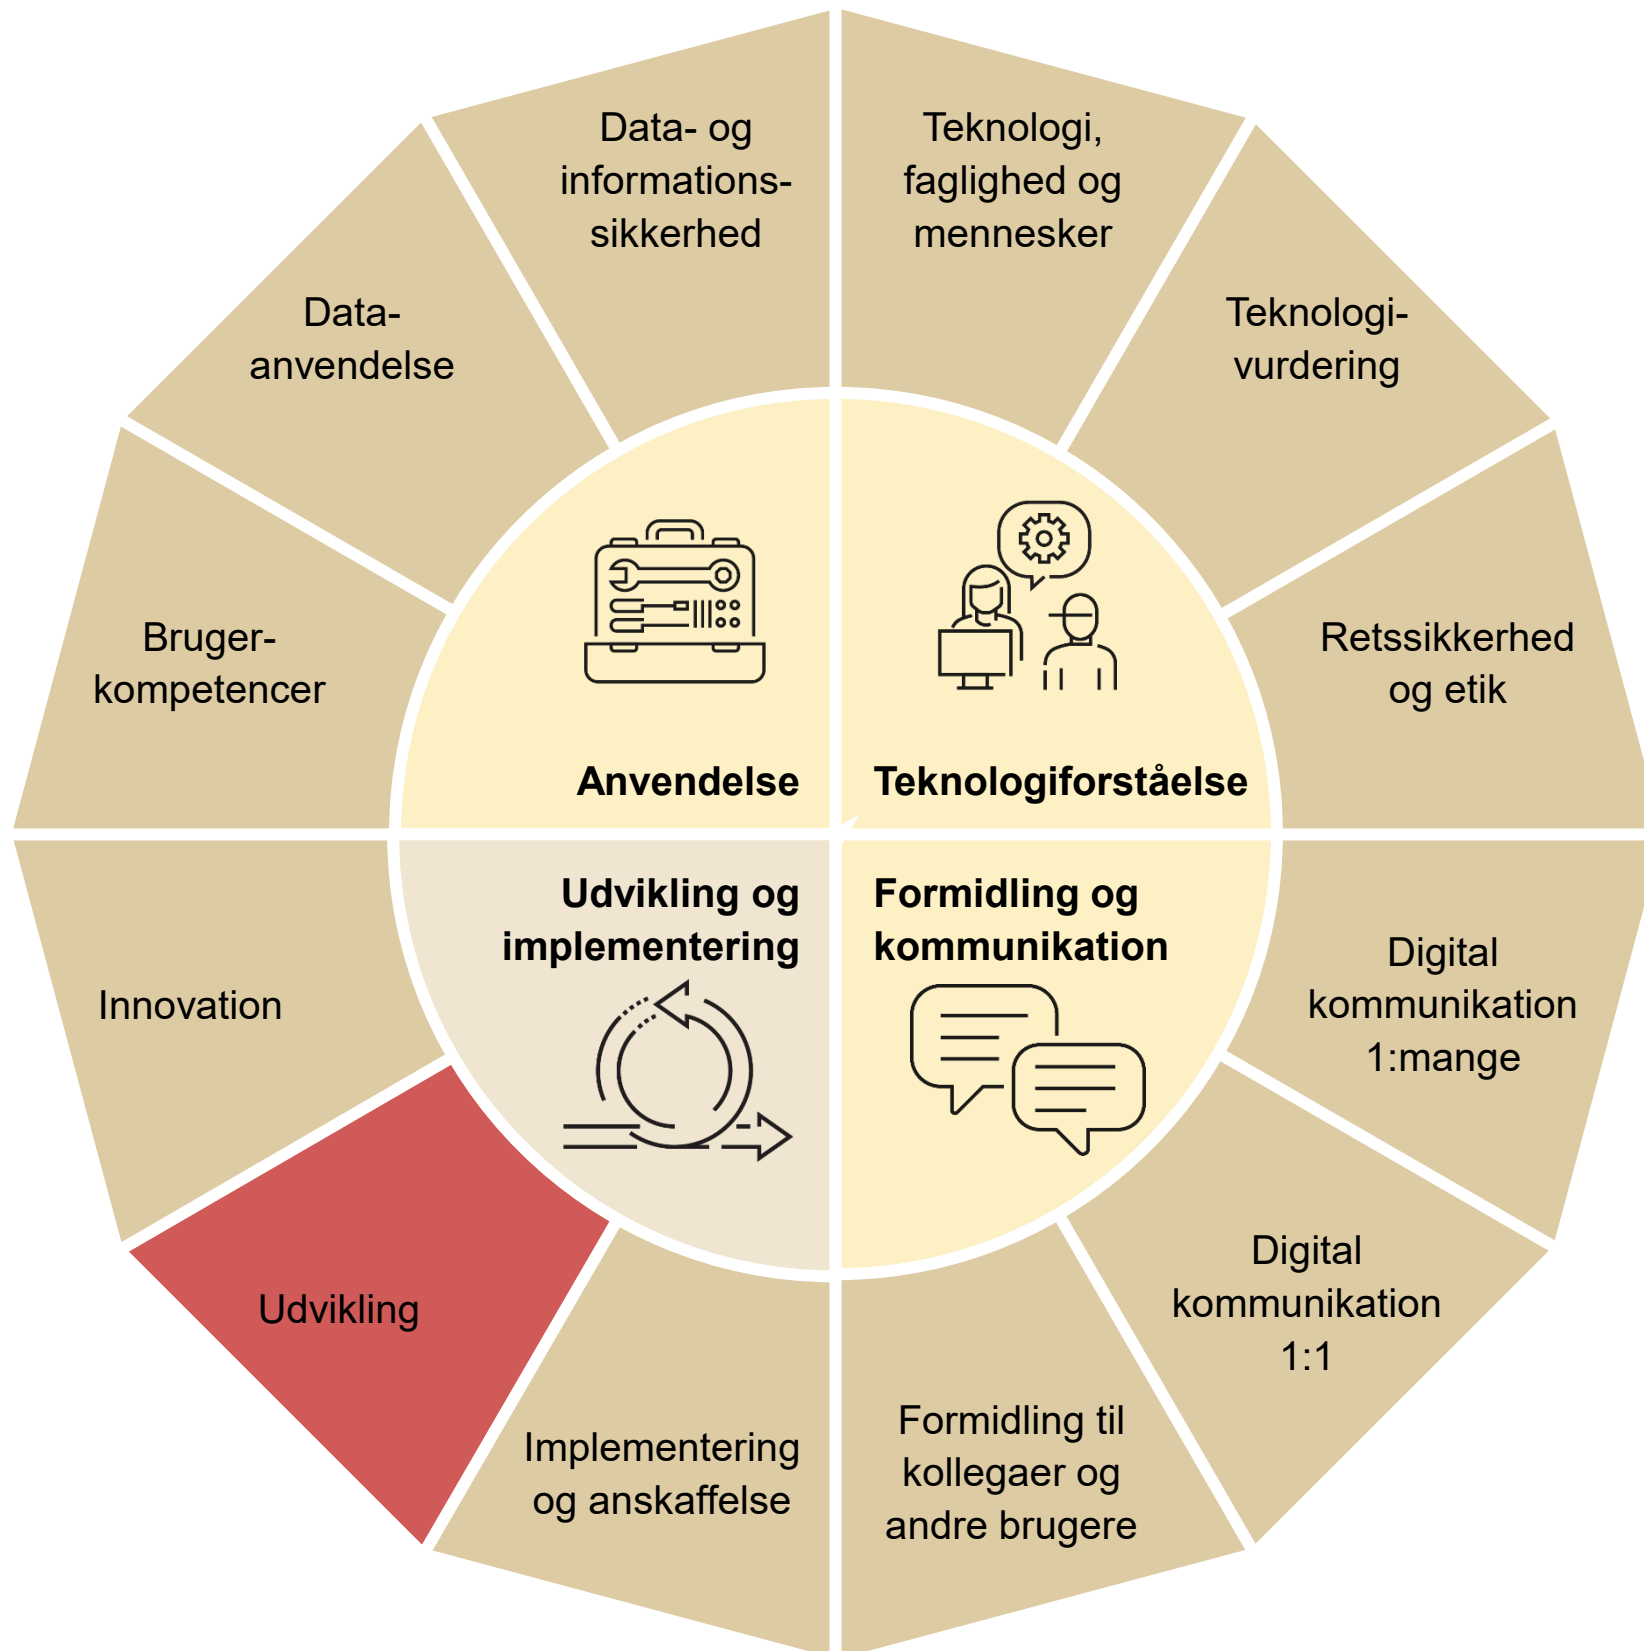 Data- og
informations-
sikkerhed
Teknologi,
faglighed og
mennesker
Data-
anvendelse
Teknologi-
vurdering
Bruger-
kompetencer
Retssikkerhed
og etik
Anvendelse
Teknologiforståelse
Udvikling og
implementering
Formidling og
kommunikation
Innovation
Digital
kommunikation
1:mange
Udvikling
Digital
kommunikation
1:1
Implementering
og anskaffelse
Formidling til
kollegaer og
andre brugere